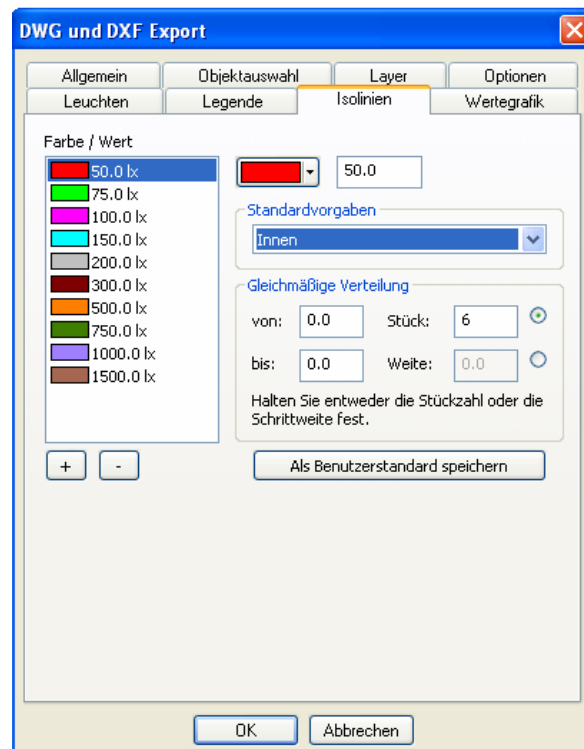 DWG und DXF Export
Allgemein
Objektauswahl
Layer
Optionen
Leuchten
Legende
Isolinien
Wertegrafik
Farbe / Wert
50.0 lx
75.0 lx
100.0 lx
150.0 lx
200.0 lx
300.0 lx
500.0 lx
750.0 lx
1000.0 lx
1500.0 lx
+
-
50.0
Standardvorgaben
Innen
Gleichmäßige Verteilung
von: 0.0 Stück: 6
bis: 0.0 Weite: 0.0
Halten Sie entweder die Stückzahl oder die
Schrittweite fest.
Als Benutzerstandard speichern
OK
Abbrechen